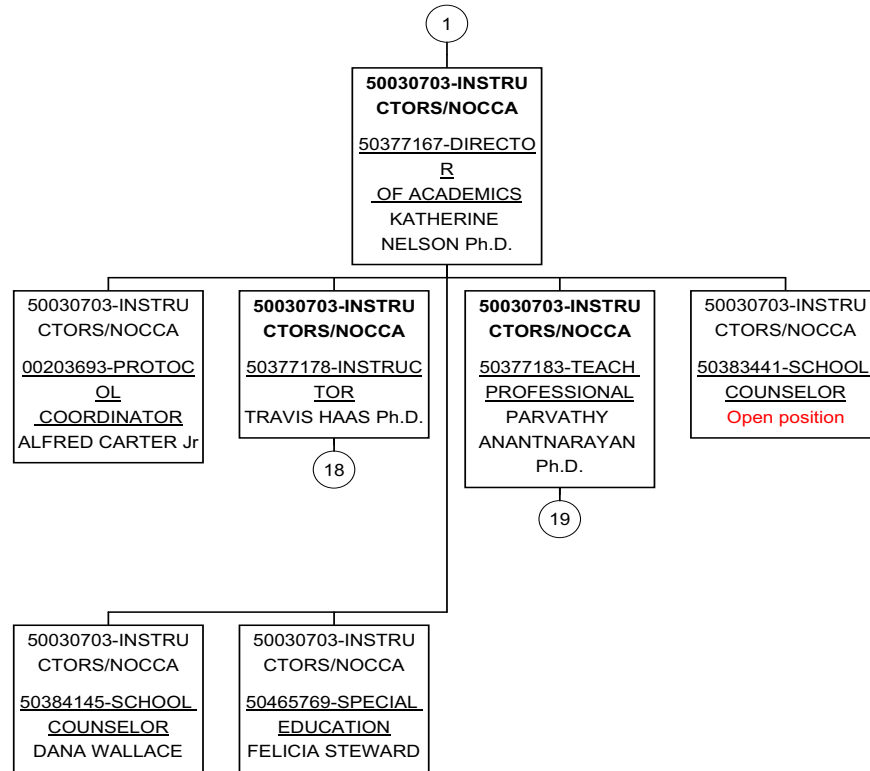 1
50030703-INSTRU
CTORS/NOCCA
50377167-DIRECTO
R
OF ACADEMICS
KATHERINE
NELSON Ph.D.
50030703-INSTRU
CTORS/NOCCA
00203693-PROTOC
OL
COORDINATOR
ALFRED CARTER Jr
50030703-INSTRU
CTORS/NOCCA
50377178-INSTRUC
TOR
TRAVIS HAAS Ph.D.
18
50030703-INSTRU
CTORS/NOCCA
50377183-TEACH
PROFESSIONAL
PARVATHY
ANANTNARAYAN
Ph.D.
19
50030703-INSTRU
CTORS/NOCCA
50383441-SCHOOL
COUNSELOR
Open position
50030703-INSTRU
CTORS/NOCCA
50384145-SCHOOL
COUNSELOR
DANA WALLACE
50030703-INSTRU
CTORS/NOCCA
50465769-SPECIAL
EDUCATION
FELICIA STEWARD